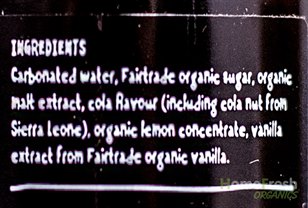 INGREDIENTS
Carbonated water, Fairtrade organic sugar, organic
malt extract, cola flavour (including cola nut from
Sierra Leone), organic lemon concentrate, vanilla
extract from Fairtrade organic vanilla.
HomeFresh
ORGANICS